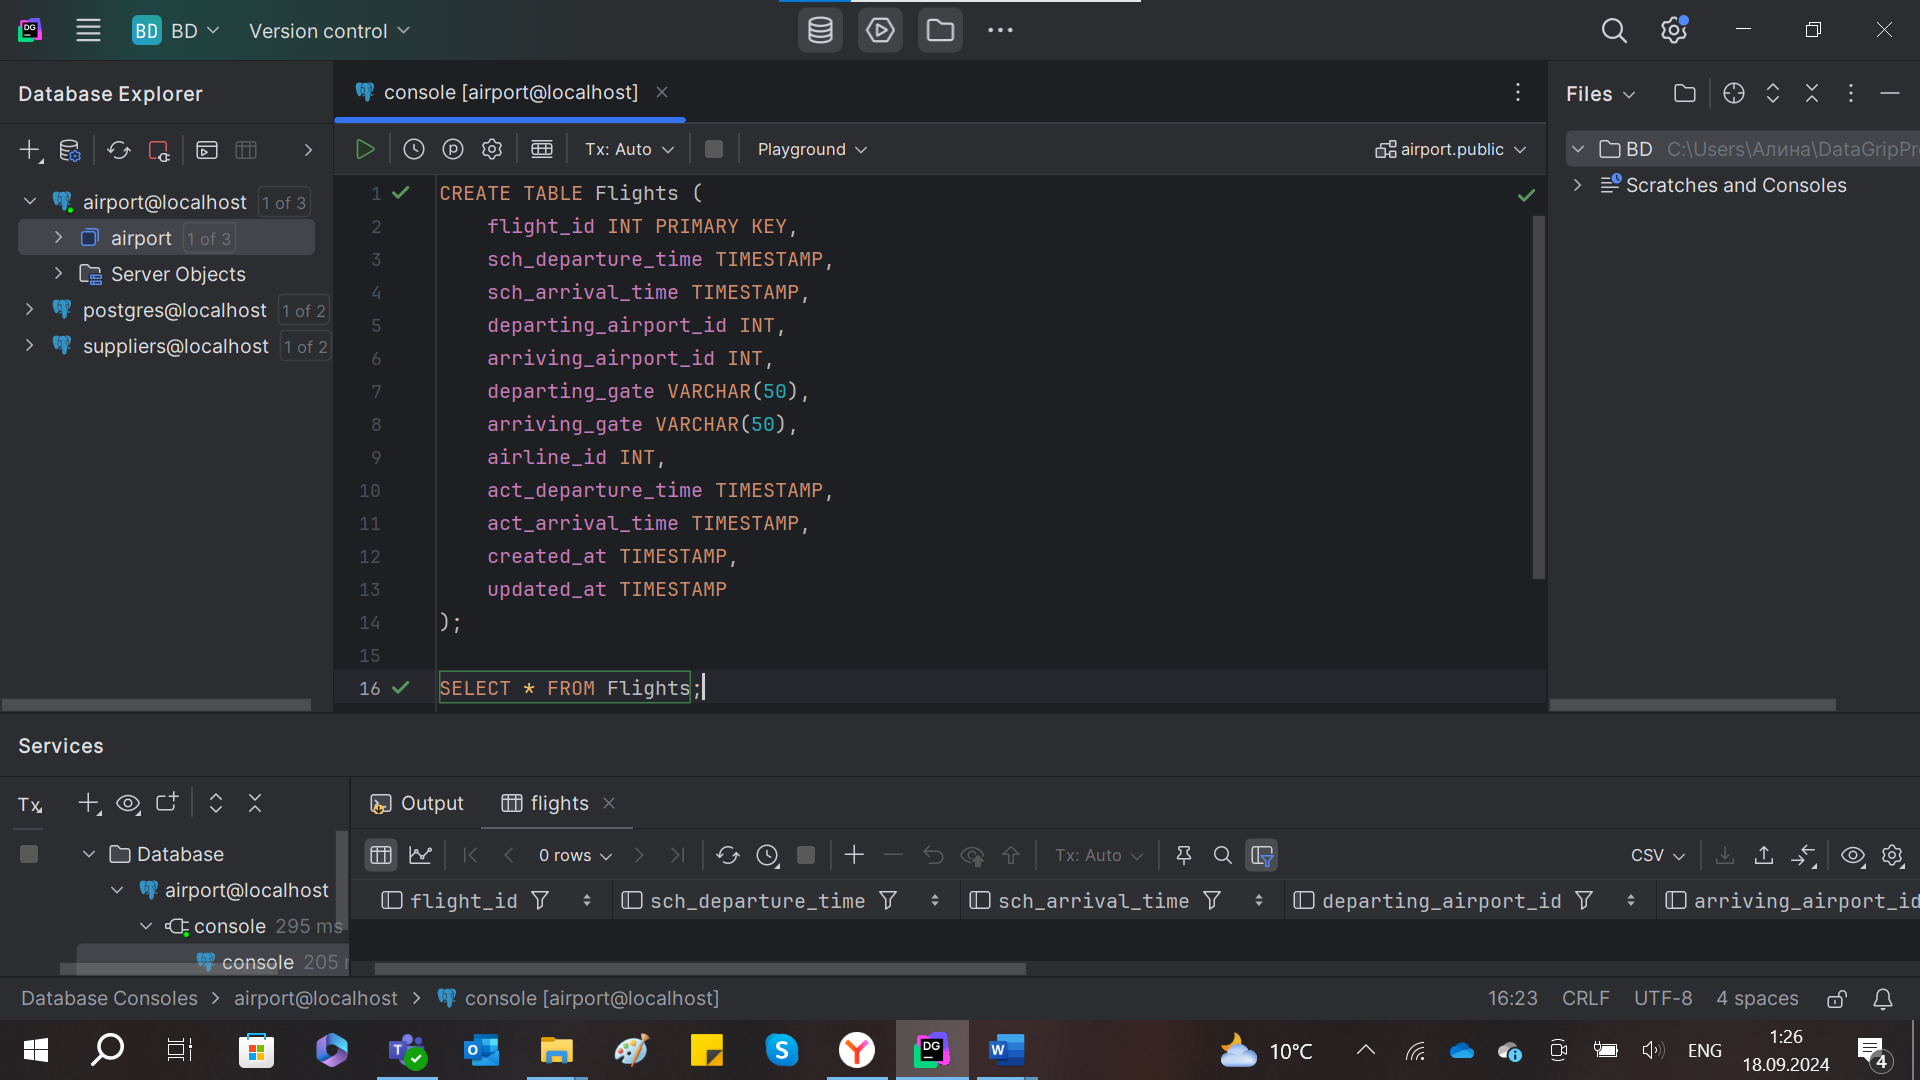 BD BD Version control
Database Explorer
console [airport@localhost]
Files
Tx: Auto
Playground
airport.public
BD C:\Users\Алина\DataGripPr
Scratches and Consoles
airport@localhost 1 of 3
airport 1 of 3
Server Objects
postgres@localhost 1 of 2
suppliers@localhost 1 of 2
1 CREATE TABLE Flights (
2 flight_id INT PRIMARY KEY,
3 sch_departure_time TIMESTAMP,
4 sch_arrival_time TIMESTAMP,
5 departing_airport_id INT,
6 arriving_airport_id INT,
7 departing_gate VARCHAR(50),
8 arriving_gate VARCHAR(50),
9 airline_id INT,
10 act_departure_time TIMESTAMP,
11 act_arrival_time TIMESTAMP,
12 created_at TIMESTAMP,
13 updated_at TIMESTAMP
14 );
15
16 SELECT * FROM Flights;
Services
Tx
Output flights
Database
airport@localhost
console 295 ms
console 205
0 rows Tx: Auto CSV
flight_id sch_departure_time sch_arrival_time departing_airport_id arriving_airport_id
Database Consoles > airport@localhost > console [airport@localhost]
16:23 CRLF UTF-8 4 spaces
DG
10°C
ENG
1:26
18.09.2024
4